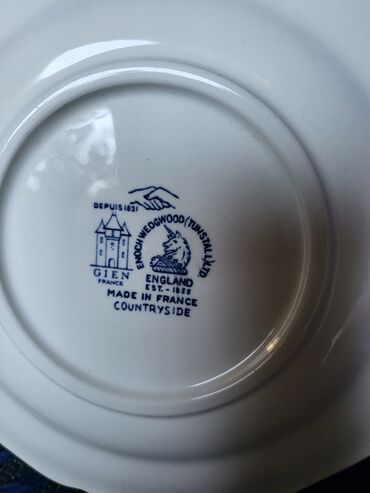 DEPUIS 1821
GIEN
FRANCE
ENOCH WEDGWOOD (TUNSTALL) LTD.
ENGLAND
EST. - 1835
MADE IN FRANCE
COUNTRYSIDE